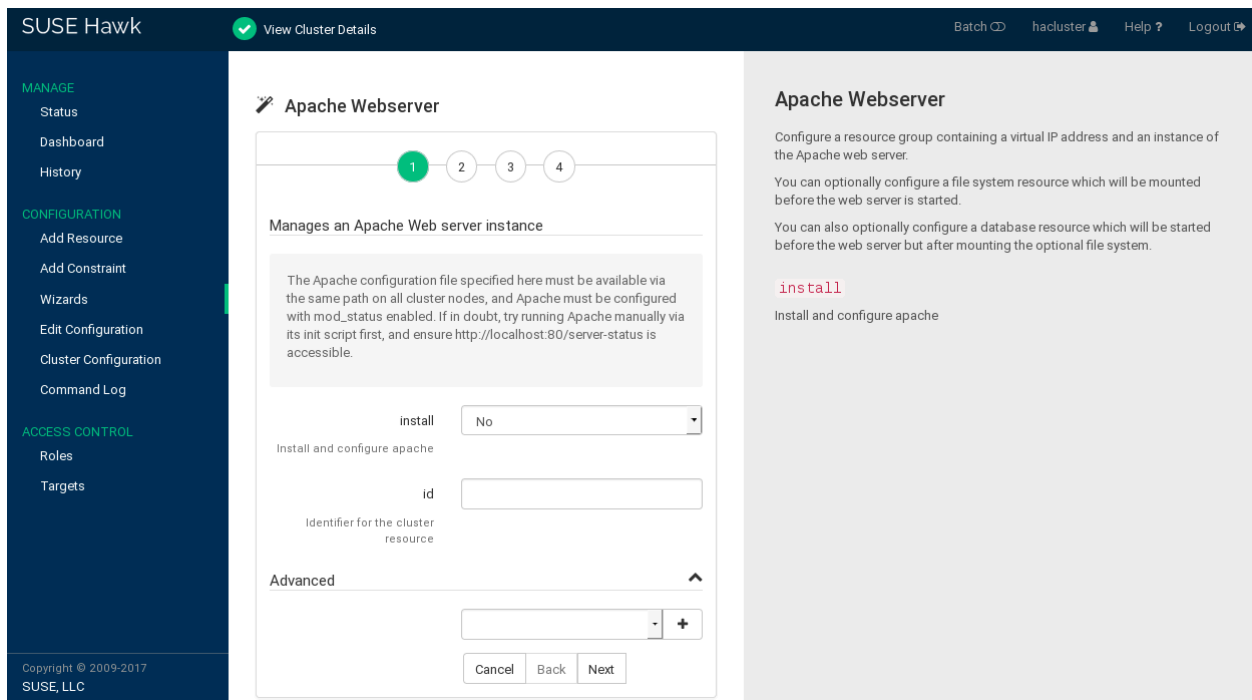 SUSE Hawk
View Cluster Details
Batch
hacluster
Help ?
Logout
MANAGE
Status
Dashboard
History
CONFIGURATION
Add Resource
Add Constraint
Wizards
Edit Configuration
Cluster Configuration
Command Log
ACCESS CONTROL
Roles
Targets
Copyright © 2009-2017
SUSE, LLC
Apache Webserver
1
2
3
4
Manages an Apache Web server instance
The Apache configuration file specified here must be available via
the same path on all cluster nodes, and Apache must be configured
with mod_status enabled. If in doubt, try running Apache manually via
its init script first, and ensure http://localhost:80/server-status is
accessible.
install
No
Install and configure apache
id
Identifier for the cluster
resource
Advanced
Cancel
Back
Next
Apache Webserver
Configure a resource group containing a virtual IP address and an instance of
the Apache web server.
You can optionally configure a file system resource which will be mounted
before the web server is started.
You can also optionally configure a database resource which will be started
before the web server but after mounting the optional file system.
install
Install and configure apache